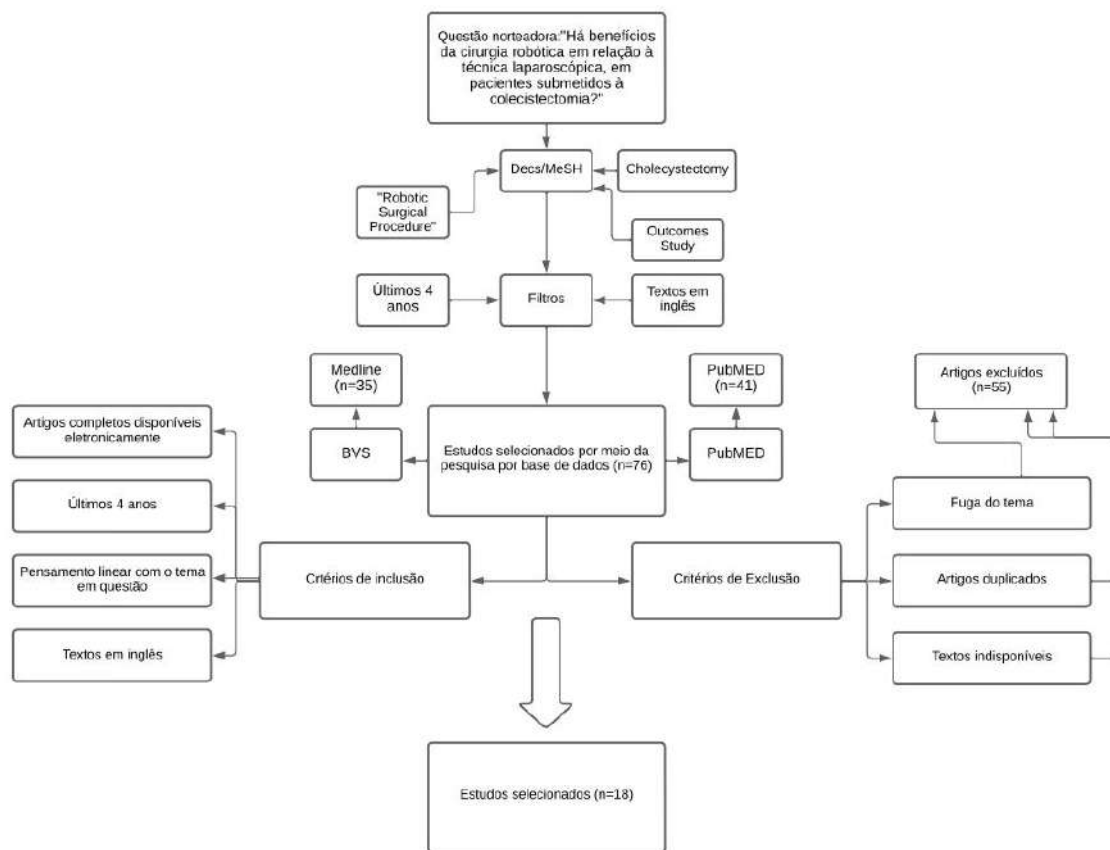 Questão norteadora:"Há benefícios
da cirurgia robótica em relação à
técnica laparoscópica, em
pacientes submetidos à
colecistectomia?"
Decs/MeSH
Cholecystectomy
"Robotic
Surgical
Procedure"
Outcomes
Study
Últimos 4
anos
Filtros
Textos em
inglês
Medline
(n=35)
PubMED
(n=41)
Artigos excluídos
(n=55)
Artigos completos disponíveis
eletronicamente
BVS
Estudos selecionados por meio da
pesquisa por base de dados (n=76)
PubMED
Últimos 4 anos
Fuga do tema
Pensamento linear com o tema
em questão
Crtérios de inclusão
Critérios de Exclusão
Artigos duplicados
Textos em inglês
Textos indisponíveis
Estudos selecionados (n=18)